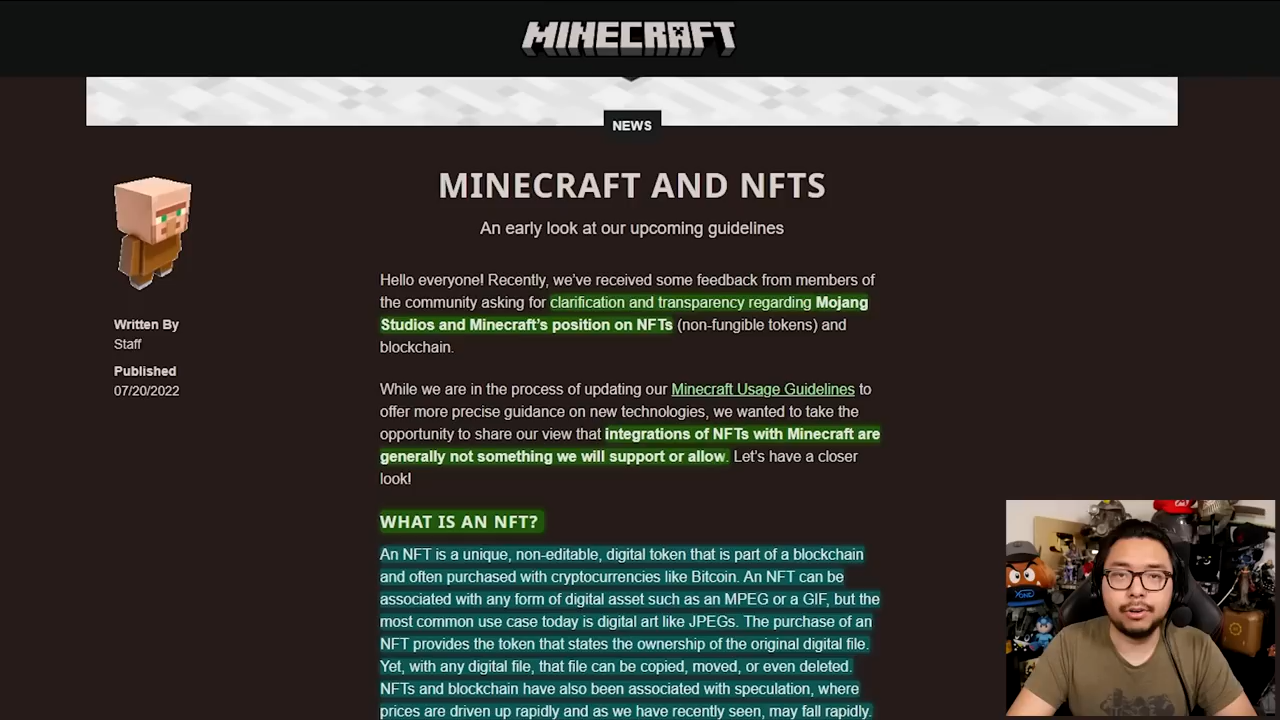 MINECRAFT
NEWS
MINECRAFT AND NFTS
An early look at our upcoming guidelines
Written By
Staff
Published
07/20/2022
Hello everyone! Recently, we’ve received some feedback from members of
the community asking for clarification and transparency regarding Mojang
Studios and Minecraft’s position on NFTs (non-fungible tokens) and
blockchain.
While we are in the process of updating our Minecraft Usage Guidelines to
offer more precise guidance on new technologies, we wanted to take the
opportunity to share our view that integrations of NFTs with Minecraft are
generally not something we will support or allow. Let’s have a closer
look!
WHAT IS AN NFT?
An NFT is a unique, non-editable, digital token that is part of a blockchain
and often purchased with cryptocurrencies like Bitcoin. An NFT can be
associated with any form of digital asset such as an MPEG or a GIF, but the
most common use case today is digital art like JPEGs. The purchase of an
NFT provides the token that states the ownership of the original digital file.
Yet, with any digital file, that file can be copied, moved, or even deleted.
NFTs and blockchain have also been associated with speculation, where
prices are driven up rapidly and as we have recently seen, may fall rapidly.